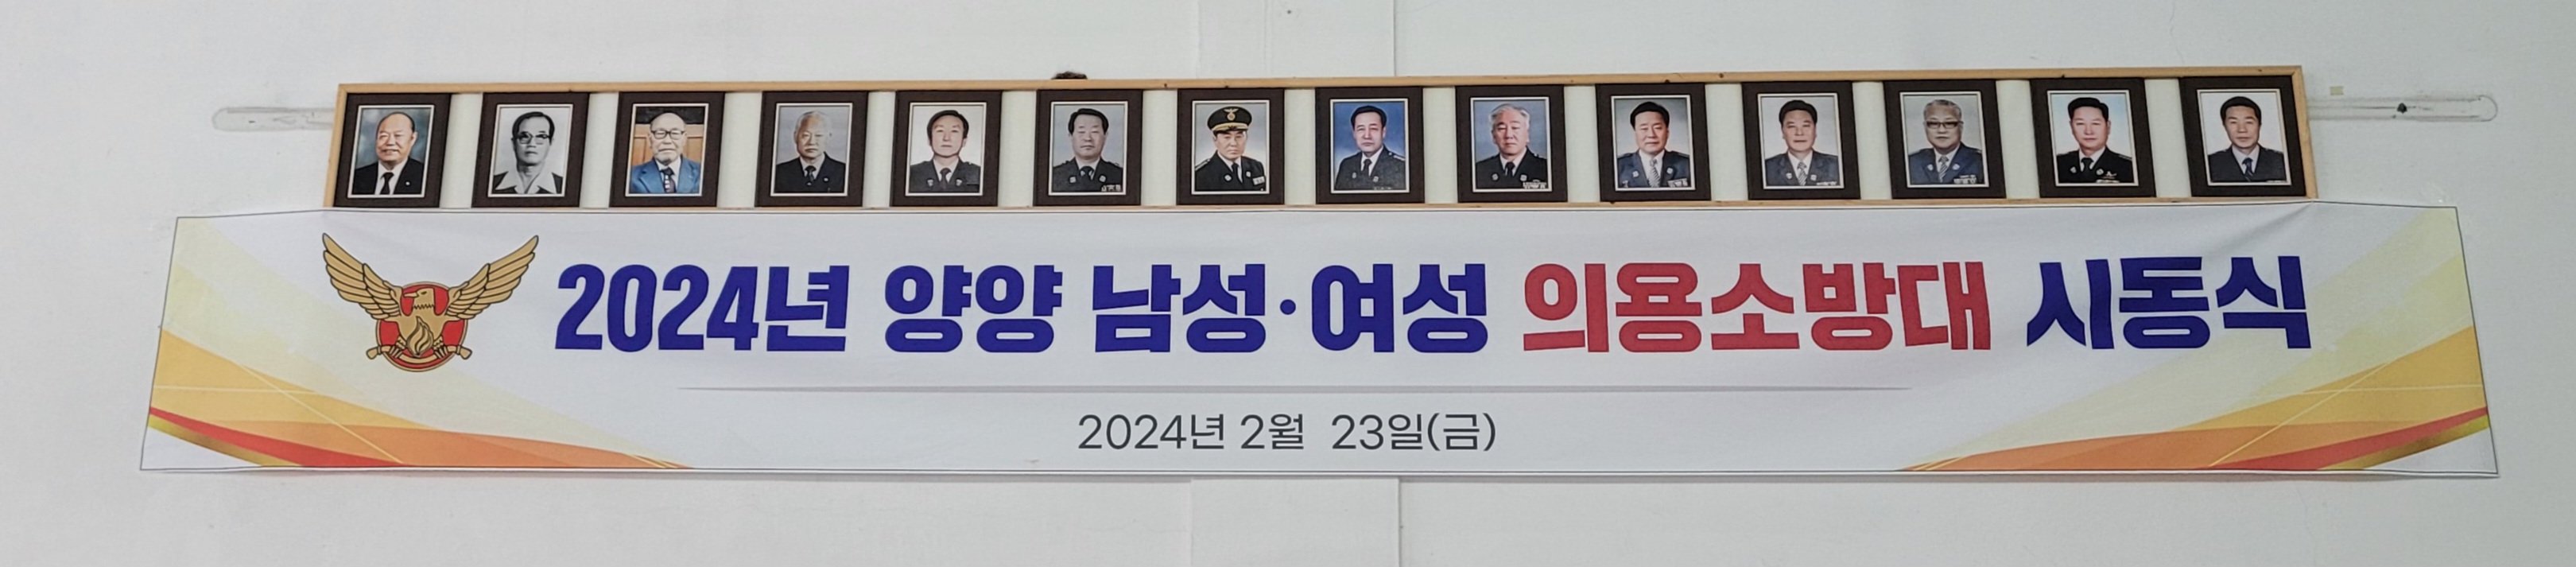 2024년 양양 남성·여성 의용소방대 시동식
2024년 2월 23일(금)